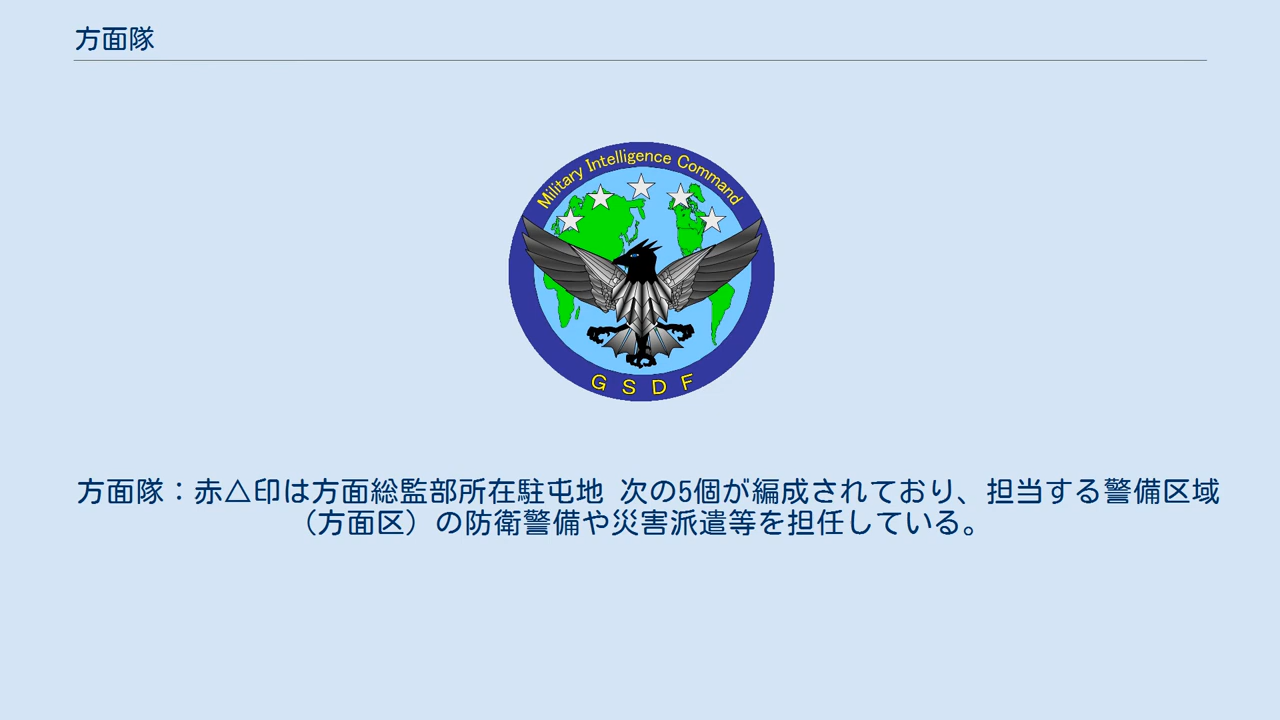 方面隊
Military Intelligence Command
GSDF
方面隊：赤△印は方面総監部所在駐屯地 次の5個が編成されており、担当する警備区域
（方面区）の防衛警備や災害派遣等を担任している。